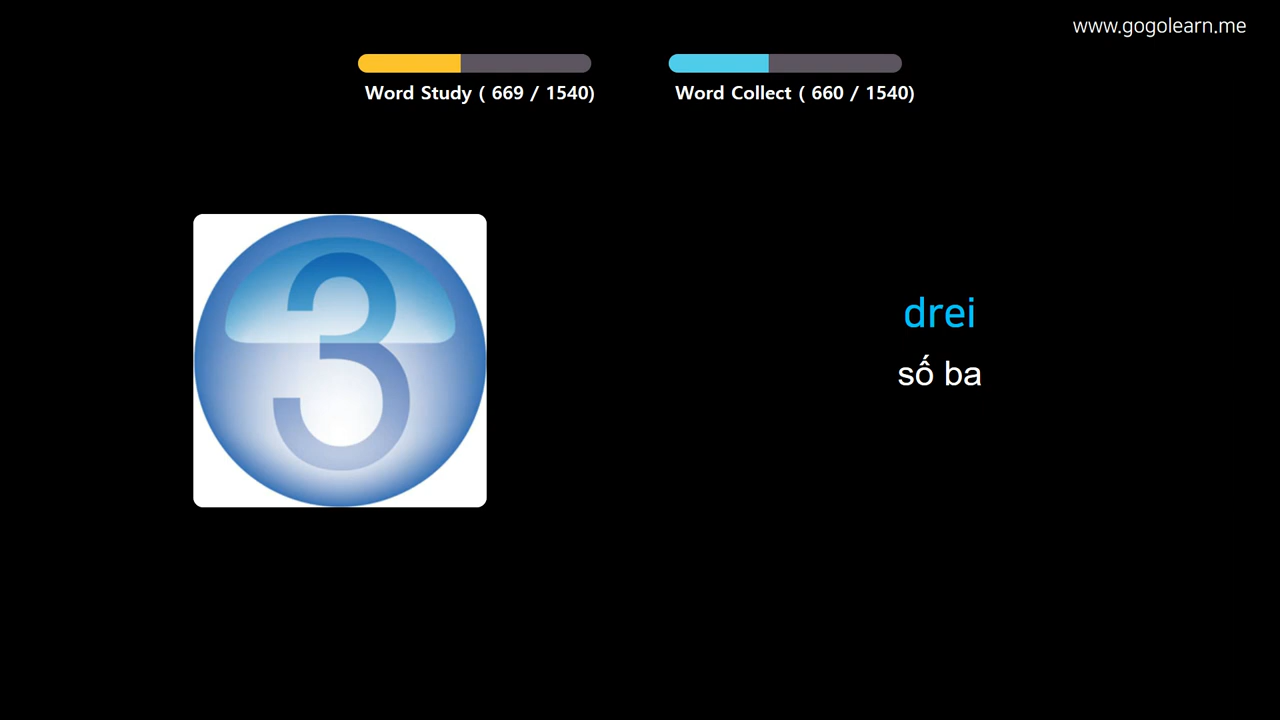 www.gogolearn.me
Word Study ( 669 / 1540)
Word Collect ( 660 / 1540)
3
drei
số ba